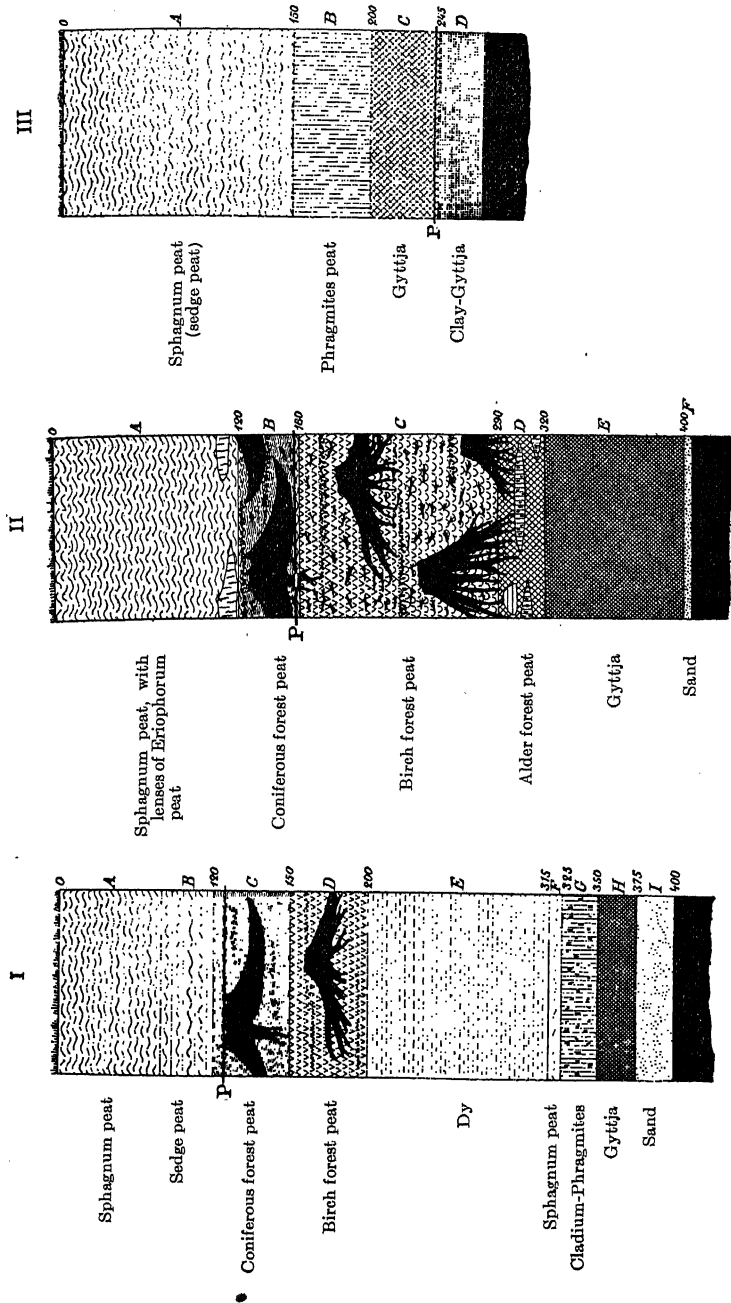 I
Sphagnum peat
Sedge peat
Coniferous forest peat
Birch forest peat
Dy
Sphagnum peat
Cladium-Phragmites
Gyttja
Sand
P
0
A
B
120
C
150
D
200
E
315
F
325
G
350
H
375
I
400
II
Sphagnum peat, with
lenses of Eriophorum
peat
Coniferous forest peat
Birch forest peat
Alder forest peat
Gyttja
Sand
P
0
A
120
B
160
C
290
D
320
E
400 F
III
Sphagnum peat
(sedge peat)
Phragmites peat
Gyttja
Clay-Gyttja
P
0
A
150
B
200
C
245
D